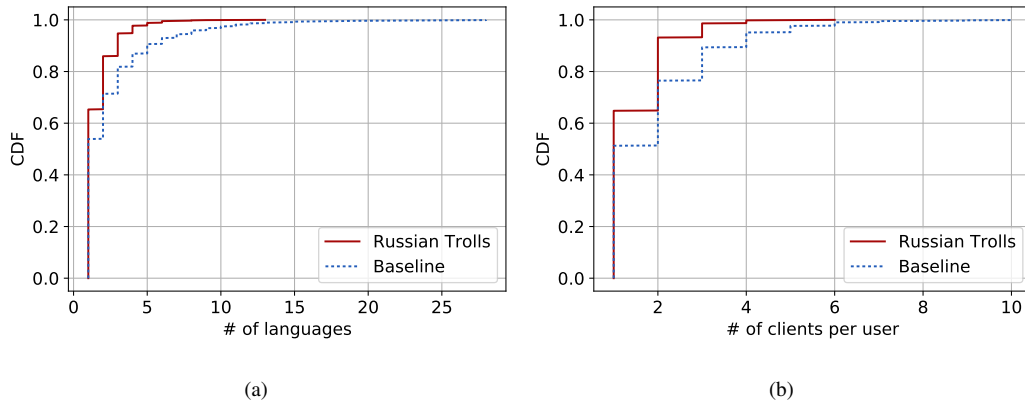 1.0
0.8
0.6
0.4
0.2
0.0
CDF
0
5
10
15
20
25
# of languages
Russian Trolls
Baseline
(a)
1.0
0.8
0.6
0.4
0.2
0.0
CDF
2
4
6
8
10
# of clients per user
Russian Trolls
Baseline
(b)